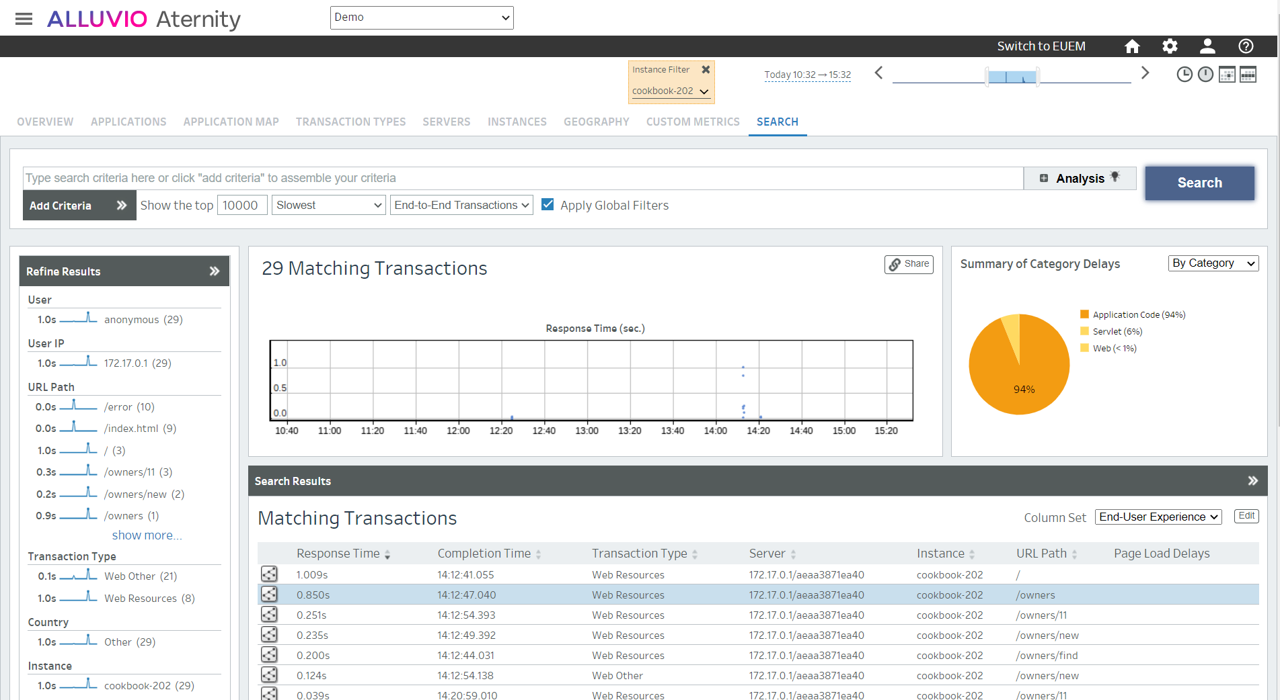 ALLUVIO Aternity
Demo
Switch to EUEM
Instance Filter
cookbook-202
Today 10:32 → 15:32
OVERVIEW APPLICATIONS APPLICATION MAP TRANSACTION TYPES SERVERS INSTANCES GEOGRAPHY CUSTOM METRICS SEARCH
Type search criteria here or click "add criteria" to assemble your criteria
Analysis
Search
Add Criteria
Show the top 10000 Slowest End-to-End Transactions Apply Global Filters
Refine Results
User
1.0s anonymous (29)
User IP
1.0s 172.17.0.1 (29)
URL Path
0.0s /error (10)
0.0s /index.html (9)
1.0s / (3)
0.3s /owners/11 (3)
0.2s /owners/new (2)
0.9s /owners (1)
show more...
Transaction Type
0.1s Web Other (21)
1.0s Web Resources (8)
Country
1.0s Other (29)
Instance
1.0s cookbook-202 (29)
29 Matching Transactions
Share
Response Time (sec.)
1.0
0.5
0.0
10:40 11:00 11:20 11:40 12:00 12:20 12:40 13:00 13:20 13:40 14:00 14:20 14:40 15:00 15:20
Summary of Category Delays
By Category
Application Code (94%)
Servlet (6%)
Web (< 1%)
94%
Search Results
Matching Transactions
Column Set End-User Experience Edit
Response Time Completion Time Transaction Type Server Instance URL Path Page Load Delays
1.009s 14:12:41.055 Web Resources 172.17.0.1/aeaa3871ea40 cookbook-202 /
0.850s 14:12:47.040 Web Resources 172.17.0.1/aeaa3871ea40 cookbook-202 /owners
0.251s 14:12:54.393 Web Resources 172.17.0.1/aeaa3871ea40 cookbook-202 /owners/11
0.235s 14:12:49.392 Web Resources 172.17.0.1/aeaa3871ea40 cookbook-202 /owners/new
0.200s 14:12:44.031 Web Resources 172.17.0.1/aeaa3871ea40 cookbook-202 /owners/find
0.124s 14:12:54.138 Web Other 172.17.0.1/aeaa3871ea40 cookbook-202 /owners/new
0.039s 14:20:59.010 Web Resources 172.17.0.1/aeaa3871ea40 cookbook-202 /owners/11